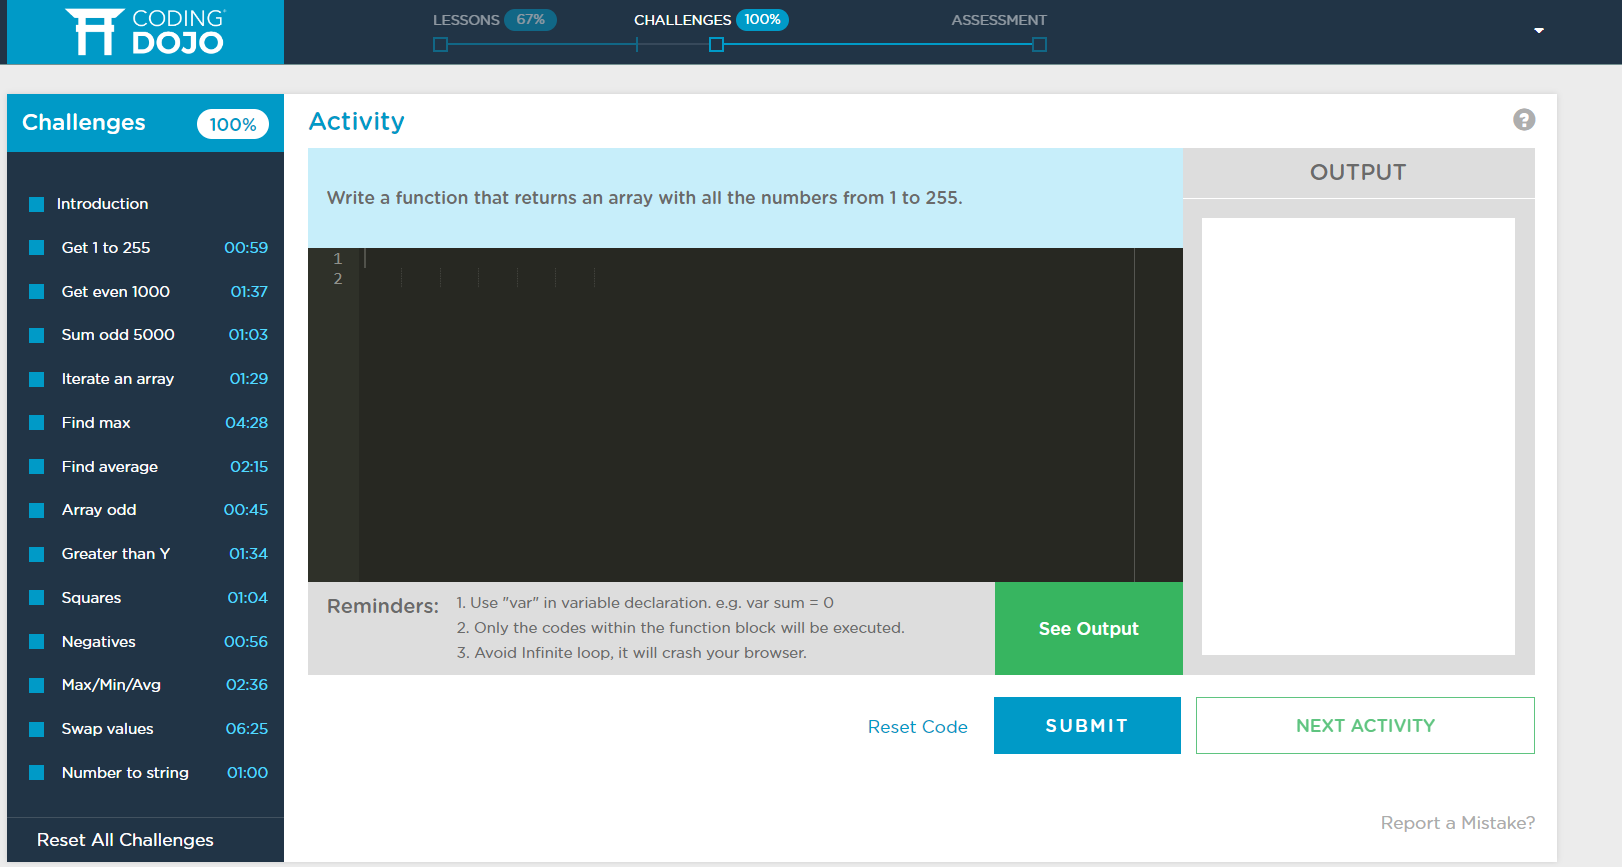 CODING
DOJO
LESSONS 67%
CHALLENGES 100%
ASSESSMENT
Challenges 100%
Introduction
Get 1 to 255 00:59
Get even 1000 01:37
Sum odd 5000 01:03
Iterate an array 01:29
Find max 04:28
Find average 02:15
Array odd 00:45
Greater than Y 01:34
Squares 01:04
Negatives 00:56
Max/Min/Avg 02:36
Swap values 06:25
Number to string 01:00
Reset All Challenges
Activity
?
Write a function that returns an array with all the numbers from 1 to 255.
1
2
OUTPUT
Reminders:
1. Use "var" in variable declaration. e.g. var sum = 0
2. Only the codes within the function block will be executed.
3. Avoid Infinite loop, it will crash your browser.
See Output
Reset Code
SUBMIT
NEXT ACTIVITY
Report a Mistake?